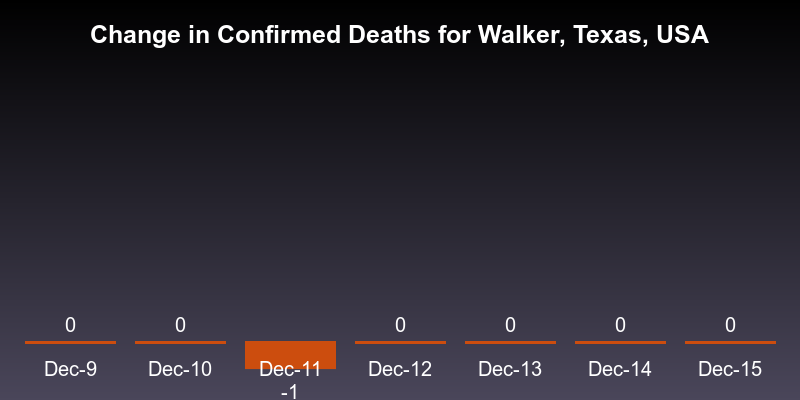 Change in Confirmed Deaths for Walker, Texas, USA
0 0 0 0 0 0
Dec-9 Dec-10 Dec-11 Dec-12 Dec-13 Dec-14 Dec-15
-1